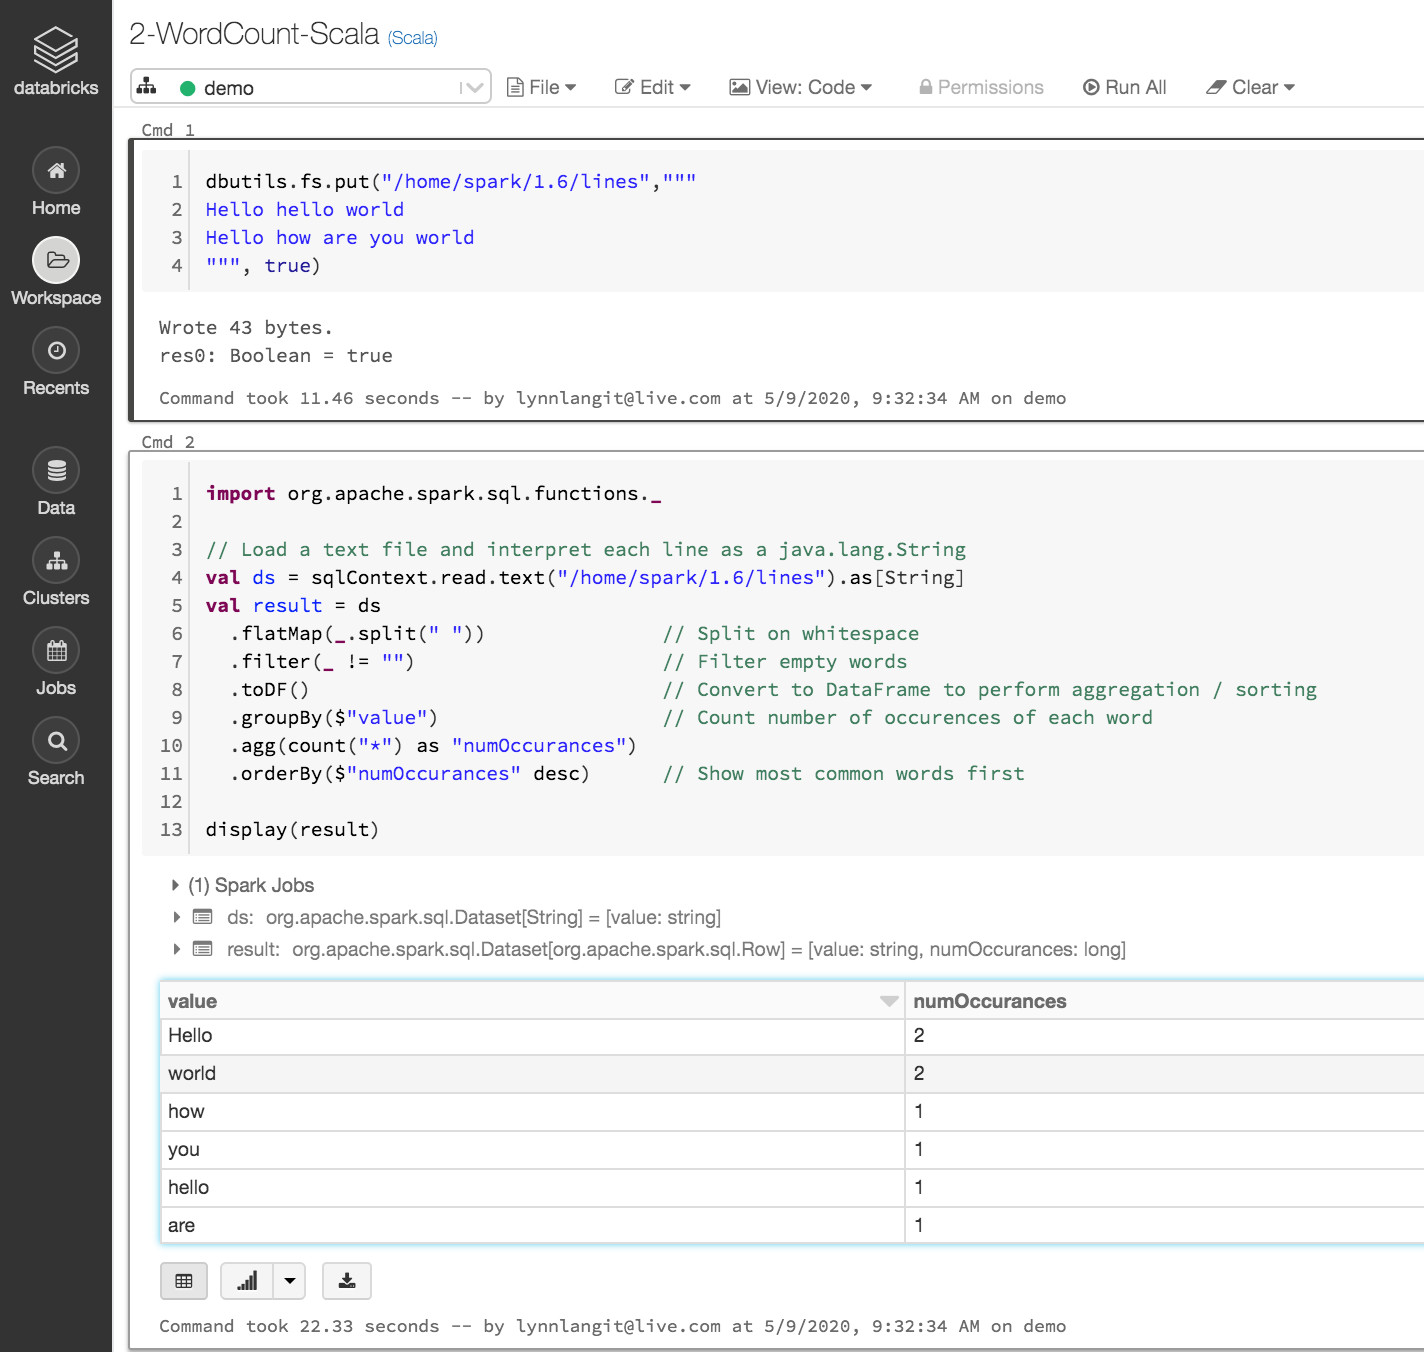 databricks
Home
Workspace
Recents
Data
Clusters
Jobs
Search
2-WordCount-Scala (Scala)
demo File Edit View: Code Permissions Run All Clear
Cmd 1
1 dbutils.fs.put("/home/spark/1.6/lines","""
2 Hello hello world
3 Hello how are you world
4 """, true)
Wrote 43 bytes.
res0: Boolean = true
Command took 11.46 seconds -- by lynnlangit@live.com at 5/9/2020, 9:32:34 AM on demo
Cmd 2
1 import org.apache.spark.sql.functions._
2
3 // Load a text file and interpret each line as a java.lang.String
4 val ds = sqlContext.read.text("/home/spark/1.6/lines").as[String]
5 val result = ds
6 .flatMap(_.split(" ")) // Split on whitespace
7 .filter(_ != "") // Filter empty words
8 .toDF() // Convert to DataFrame to perform aggregation / sorting
9 .groupBy($"value") // Count number of occurences of each word
10 .agg(count("*") as "numOccurances")
11 .orderBy($"numOccurances" desc) // Show most common words first
12
13 display(result)
(1) Spark Jobs
ds: org.apache.spark.sql.Dataset[String] = [value: string]
result: org.apache.spark.sql.Dataset[org.apache.spark.sql.Row] = [value: string, numOccurances: long]
value numOccurances
Hello 2
world 2
how 1
you 1
hello 1
are 1
Command took 22.33 seconds -- by lynnlangit@live.com at 5/9/2020, 9:32:34 AM on demo